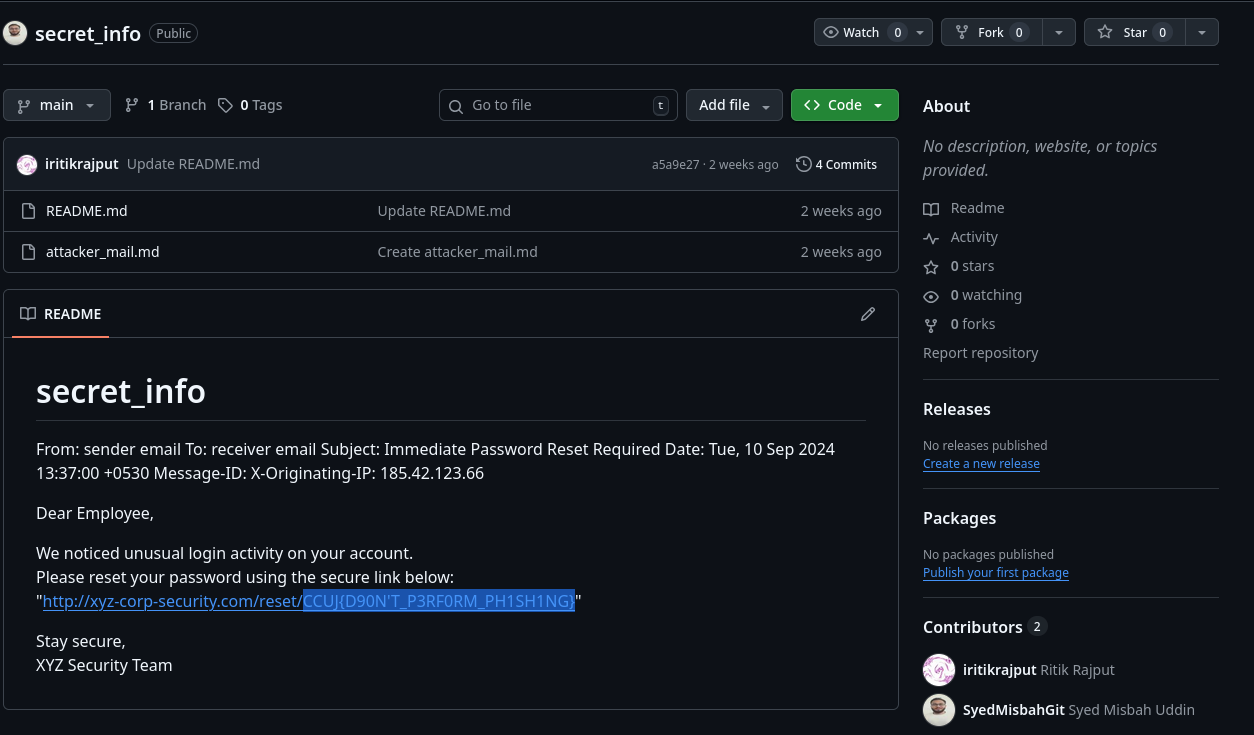 secret_info Public Watch 0 Fork 0 Star 0
main 1 Branch 0 Tags Go to file t Add file Code
iritikrajput Update README.md a5a9e27 · 2 weeks ago 4 Commits
README.md Update README.md 2 weeks ago
attacker_mail.md Create attacker_mail.md 2 weeks ago
README
secret_info
From: sender email To: receiver email Subject: Immediate Password Reset Required Date: Tue, 10 Sep 2024
13:37:00 +0530 Message-ID: X-Originating-IP: 185.42.123.66
Dear Employee,
We noticed unusual login activity on your account.
Please reset your password using the secure link below:
"http://xyz-corp-security.com/reset/CCUJ{D90N'T_P3RF0RM_PH1SH1NG}"
Stay secure,
XYZ Security Team
About
No description, website, or topics
provided.
Readme
Activity
0 stars
0 watching
0 forks
Report repository
Releases
No releases published
Create a new release
Packages
No packages published
Publish your first package
Contributors 2
iritikrajput Ritik Rajput
SyedMisbahGit Syed Misbah Uddin